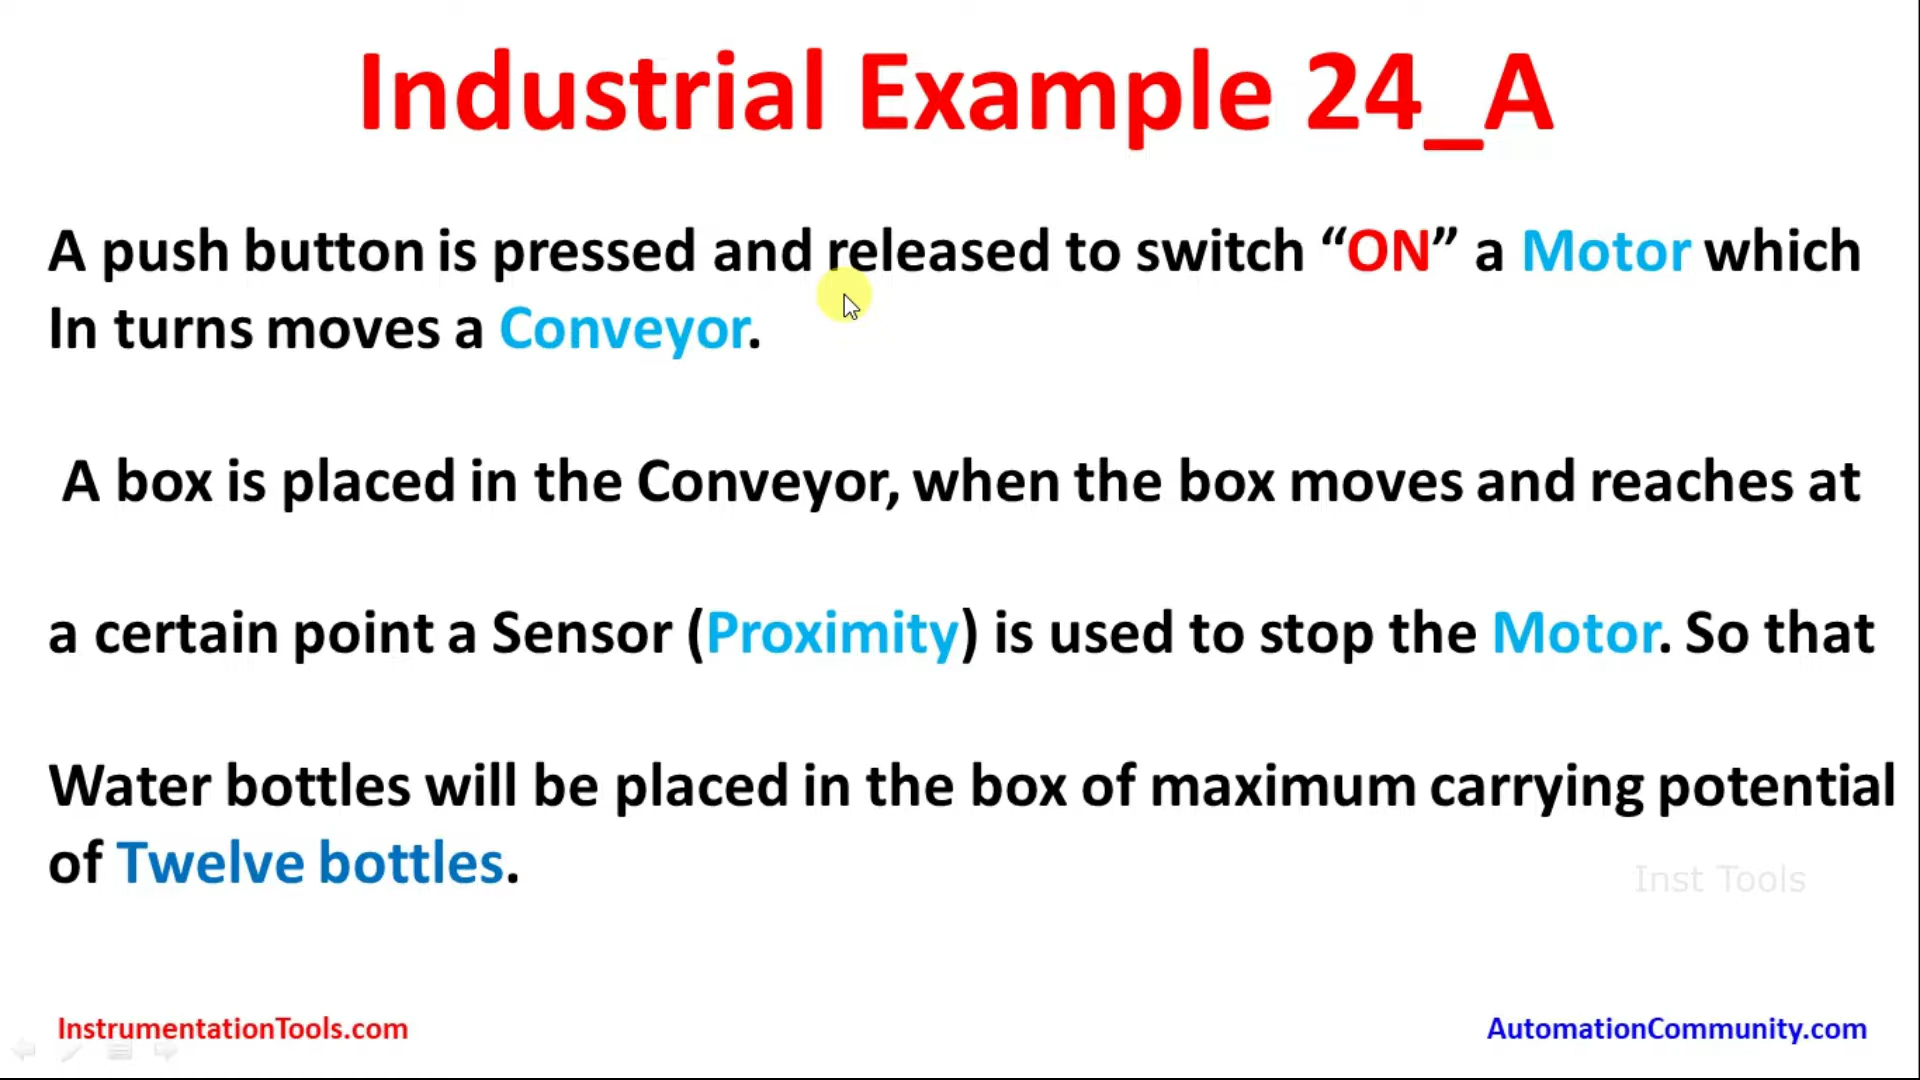 Industrial Example 24_A
A push button is pressed and released to switch “ON” a Motor which
In turns moves a Conveyor.
A box is placed in the Conveyor, when the box moves and reaches at
a certain point a Sensor (Proximity) is used to stop the Motor. So that
Water bottles will be placed in the box of maximum carrying potential
of Twelve bottles.
Inst Tools
InstrumentationTools.com
AutomationCommunity.com